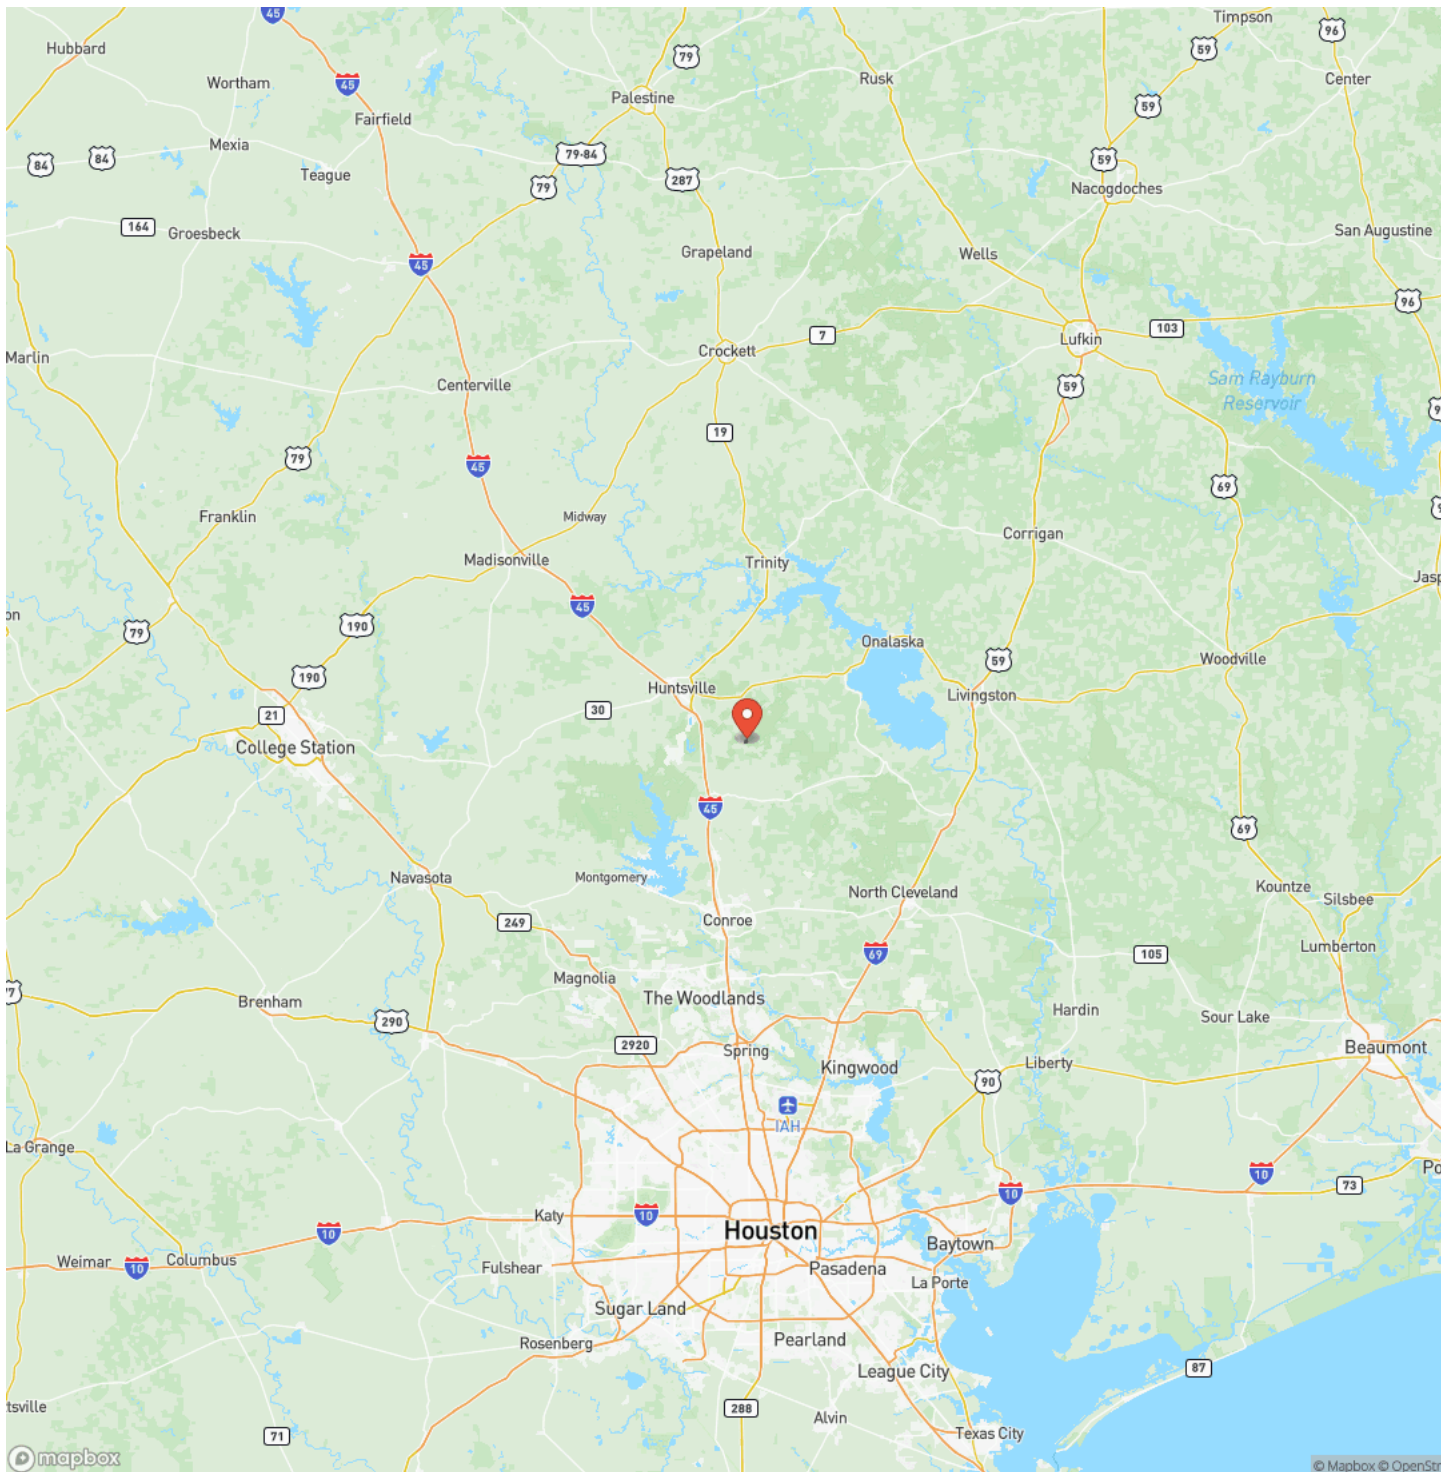 45
Timpson
Hubbard
96
59
79
Wortham
45
Rusk
Center
Palestine
59
Fairfield
Mexia
84
84
79-84
59
Teague
79
287
Nacogdoches
164
Groesbeck
San Augustine
Grapeland
Wells
45
96
103
7
Lufkin
Marlin
Crockett
Sam Rayburn
Reservoir
Centerville
59
19
79
45
69
Franklin
Midway
Corrigan
Madisonville
Trinity
Jasp
45
on
190
79
Onalaska
59
Woodville
190
Huntsville
Livingston
30
21
College Station
45
69
Navasota
Montgomery
North Cleveland
Kountze
Silsbee
249
Conroe
Lumberton
69
105
Magnolia
77
Brenham
The Woodlands
Hardin
Sour Lake
290
2920
Spring
Beaumont
Kingwood
Liberty
90
IAH
La Grange
Po
10
73
10
Katy
10
Houston
10
Baytown
Weimar
Columbus
10
Fulshear
Pasadena
La Porte
Sugar Land
Rosenberg
Pearland
League City
87
288
ttsville
Alvin
71
Texas City
mapbox
© Mapbox © OpenStr